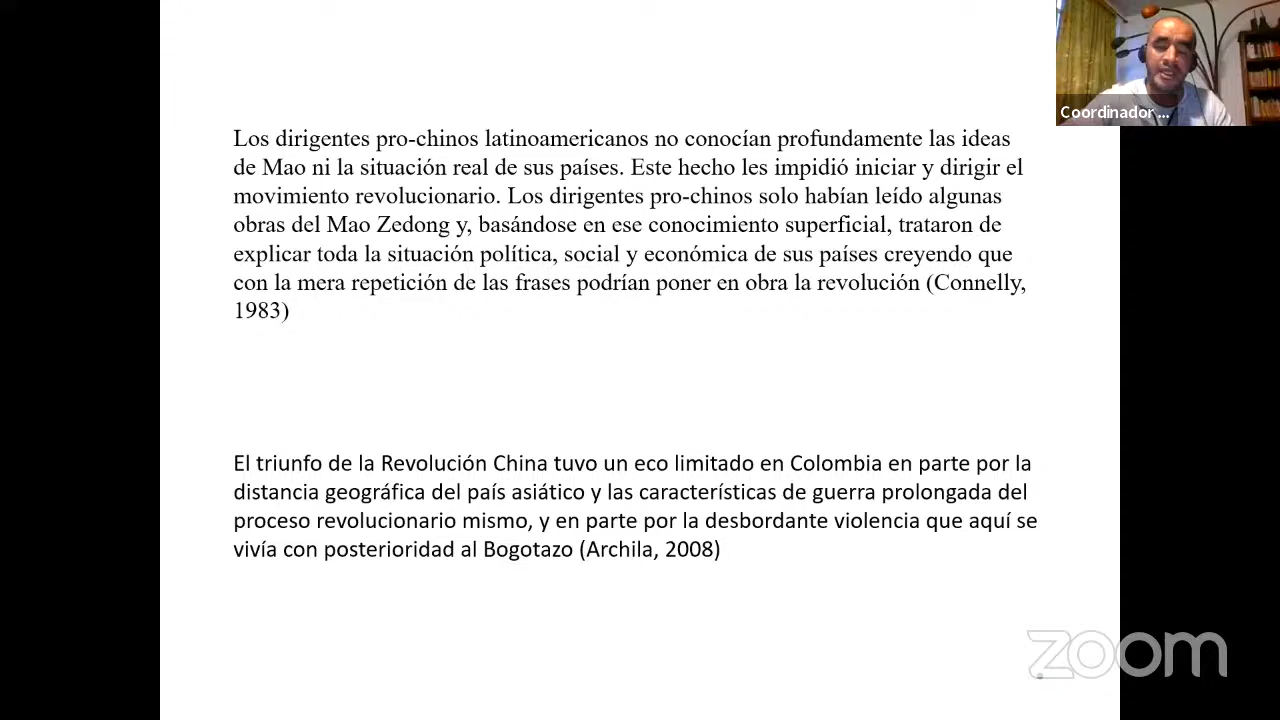 Coordinador ...
Los dirigentes pro-chinos latinoamericanos no conocían profundamente las ideas
de Mao ni la situación real de sus países. Este hecho les impidió iniciar y dirigir el
movimiento revolucionario. Los dirigentes pro-chinos solo habían leído algunas
obras del Mao Zedong y, basándose en ese conocimiento superficial, trataron de
explicar toda la situación política, social y económica de sus países creyendo que
con la mera repetición de las frases podrían poner en obra la revolución (Connelly,
1983)
El triunfo de la Revolución China tuvo un eco limitado en Colombia en parte por la
distancia geográfica del país asiático y las características de guerra prolongada del
proceso revolucionario mismo, y en parte por la desbordante violencia que aquí se
vivía con posterioridad al Bogotazo (Archila, 2008)
zoom